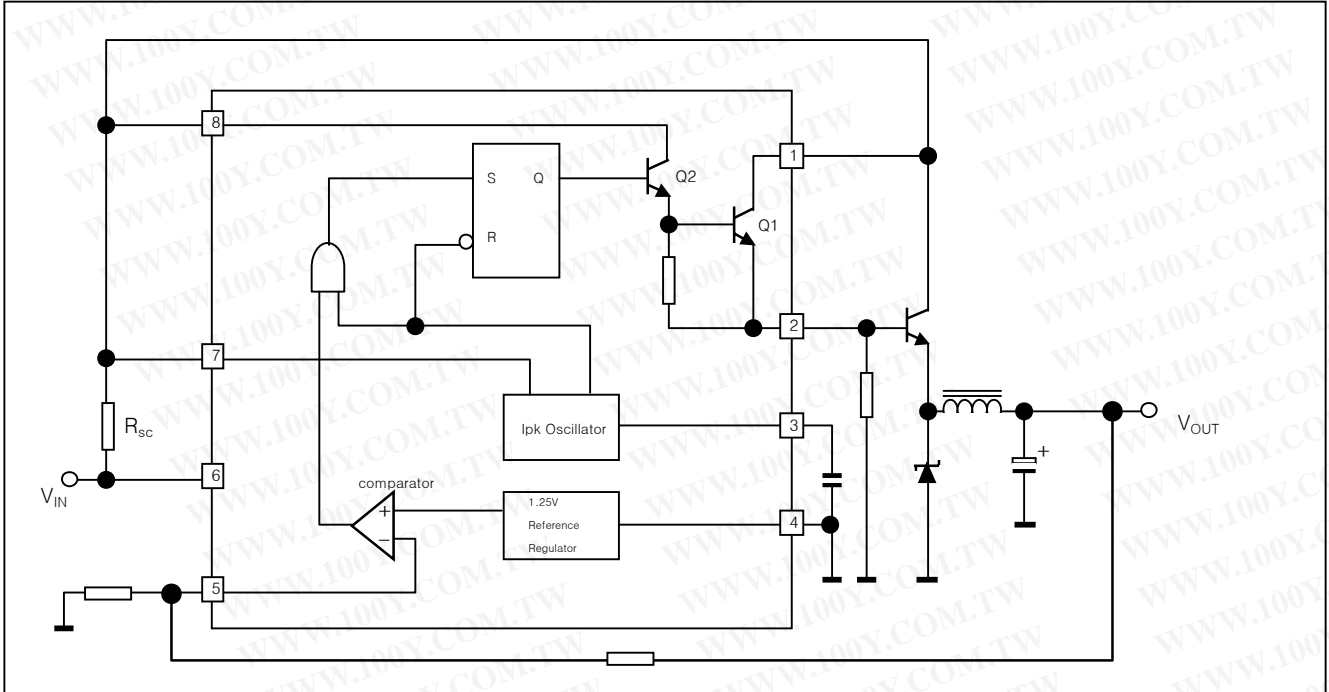 WWW.100Y.COM.TW
8
1
S
Q
Q2
R
Q1
2
7
Ipk Oscillator
3
R
SC
V
OUT
6
comparator
V
IN
+
+
−
1.25V
Reference
Regulator
4
5